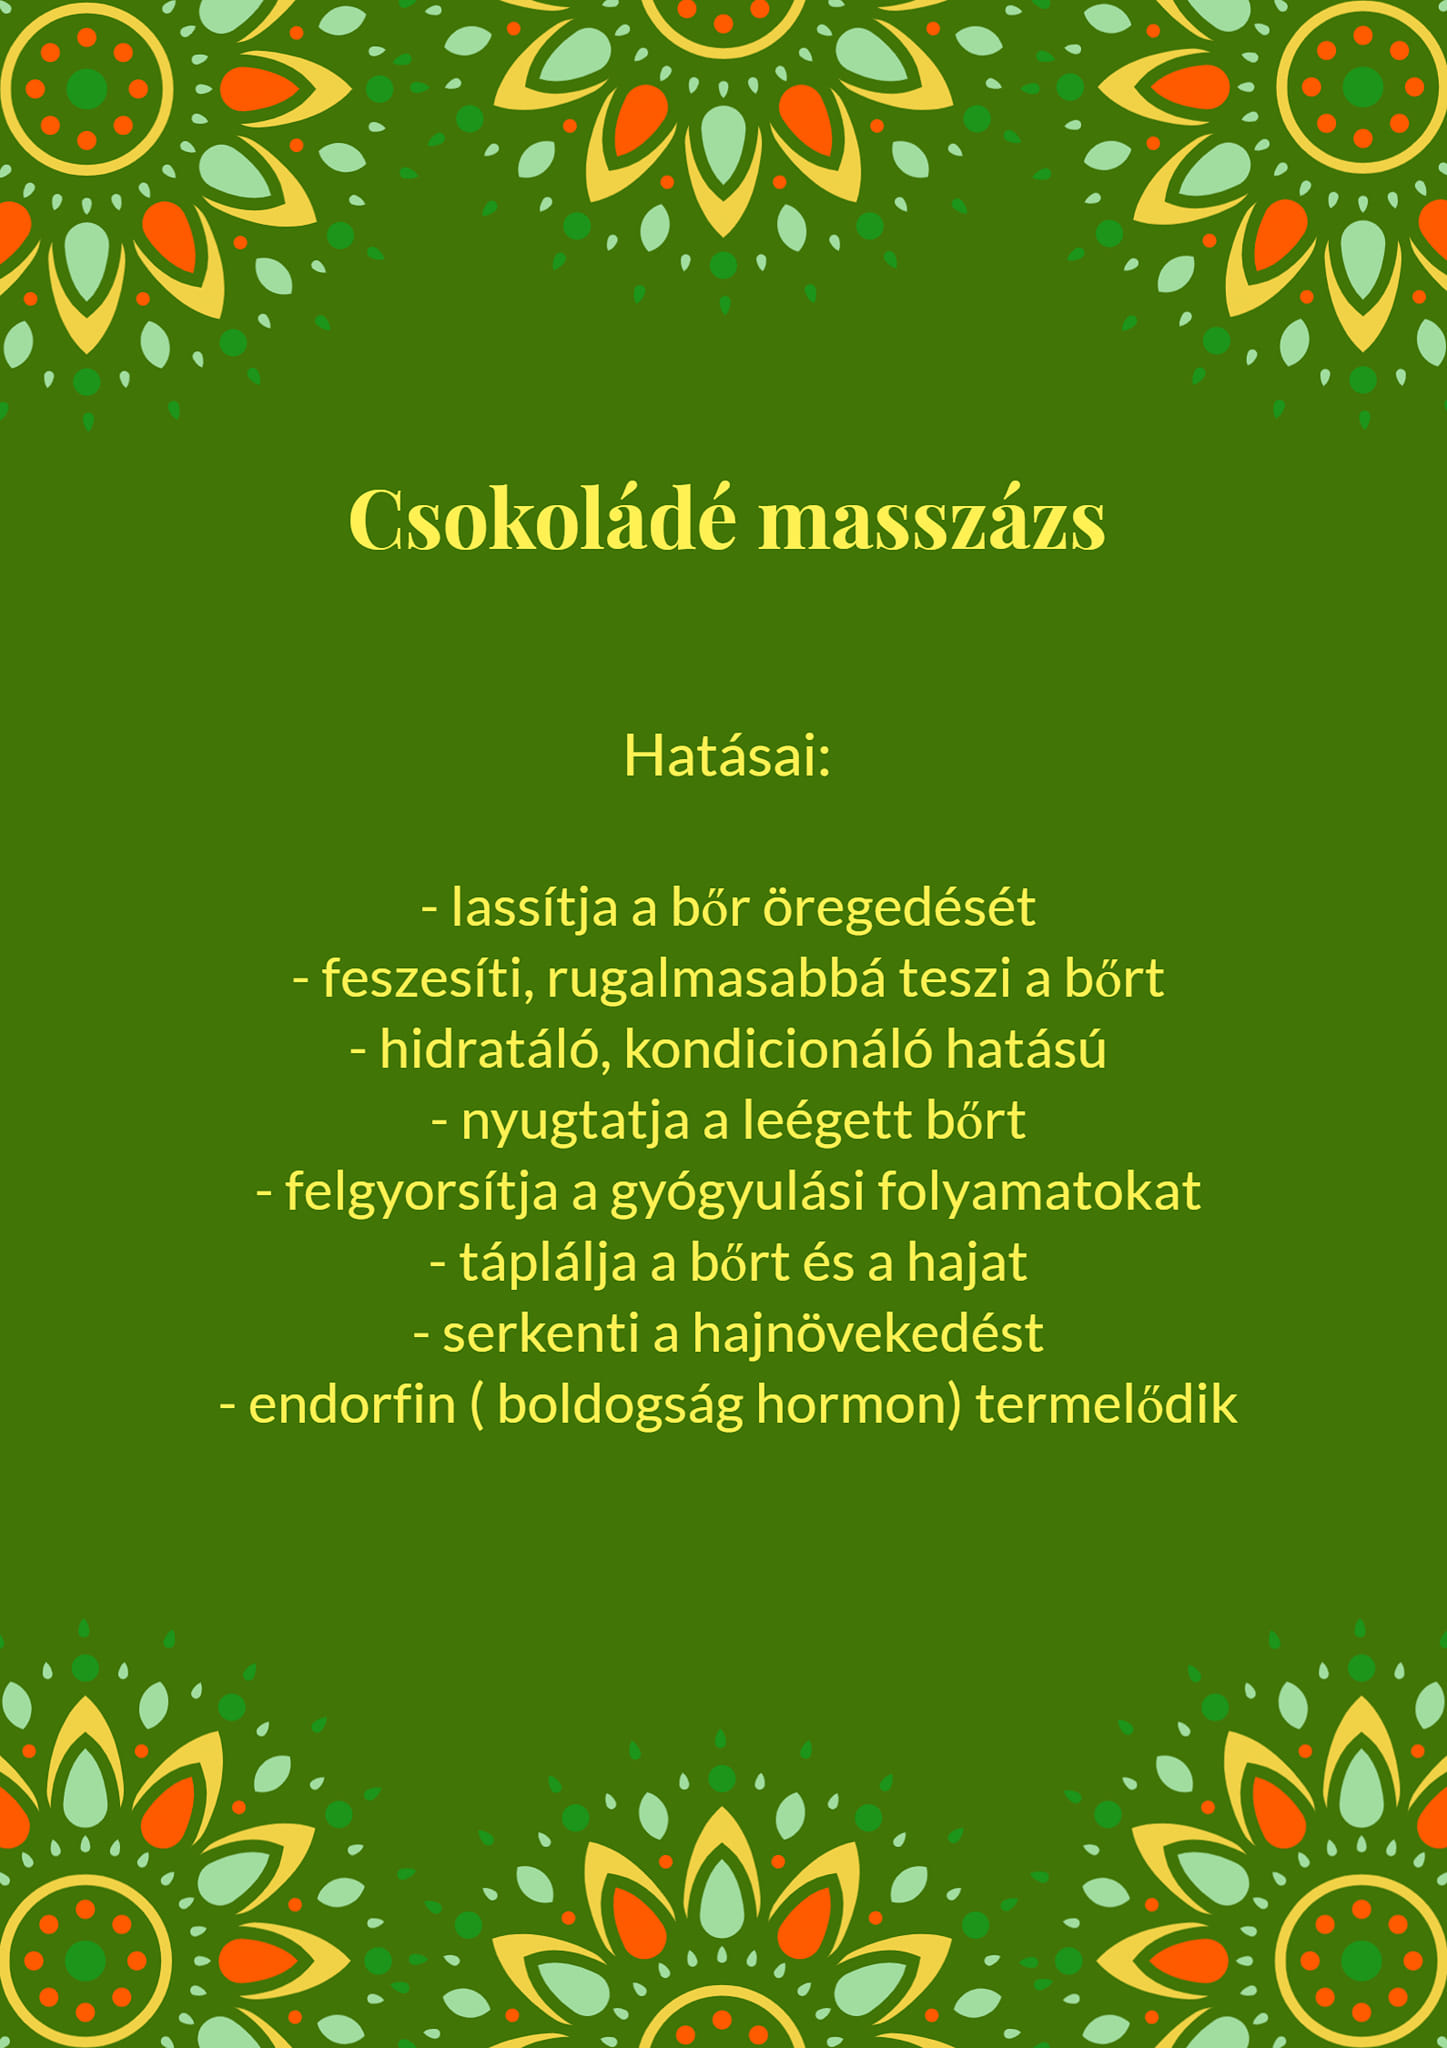 Csokoládé masszázs
Hatásai:
- lassítja a bőr öregedését
- feszesíti, rugalmasabbá teszi a bőrt
- hidratáló, kondicionáló hatású
- nyugtatja a leégett bőrt
- felgyorsítja a gyógyulási folyamatokat
- táplálja a bőrt és a hajat
- serkenti a hajnövekedést
- endorfin ( boldogság hormon) termelődik